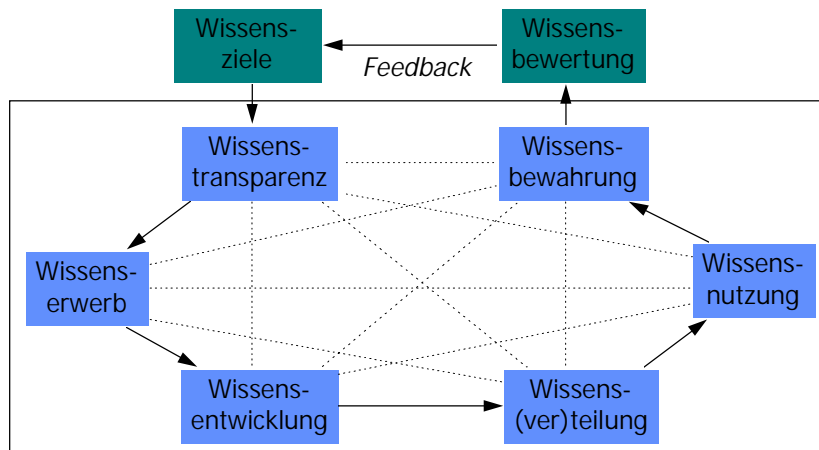 Wissens-
ziele
Feedback
Wissens-
bewertung
Wissens-
transparenz
Wissens-
bewahrung
Wissens-
erwerb
Wissens-
nutzung
Wissens-
entwicklung
Wissens-
(ver)teilung